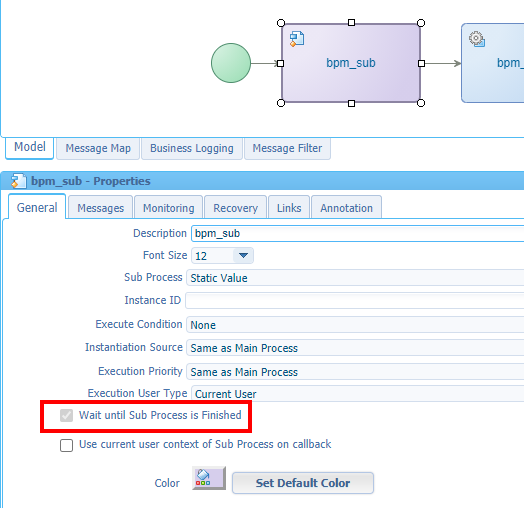 bpm_sub
bpm_
Model Message Map Business Logging Message Filter
bpm_sub - Properties
General Messages Monitoring Recovery Links Annotation
Description bpm_sub
Font Size 12
Sub Process Static Value
Instance ID
Execute Condition None
Instantiation Source Same as Main Process
Execution Priority Same as Main Process
Execution User Type Current User
Wait until Sub Process is Finished
Use current user context of Sub Process on callback
Color Set Default Color